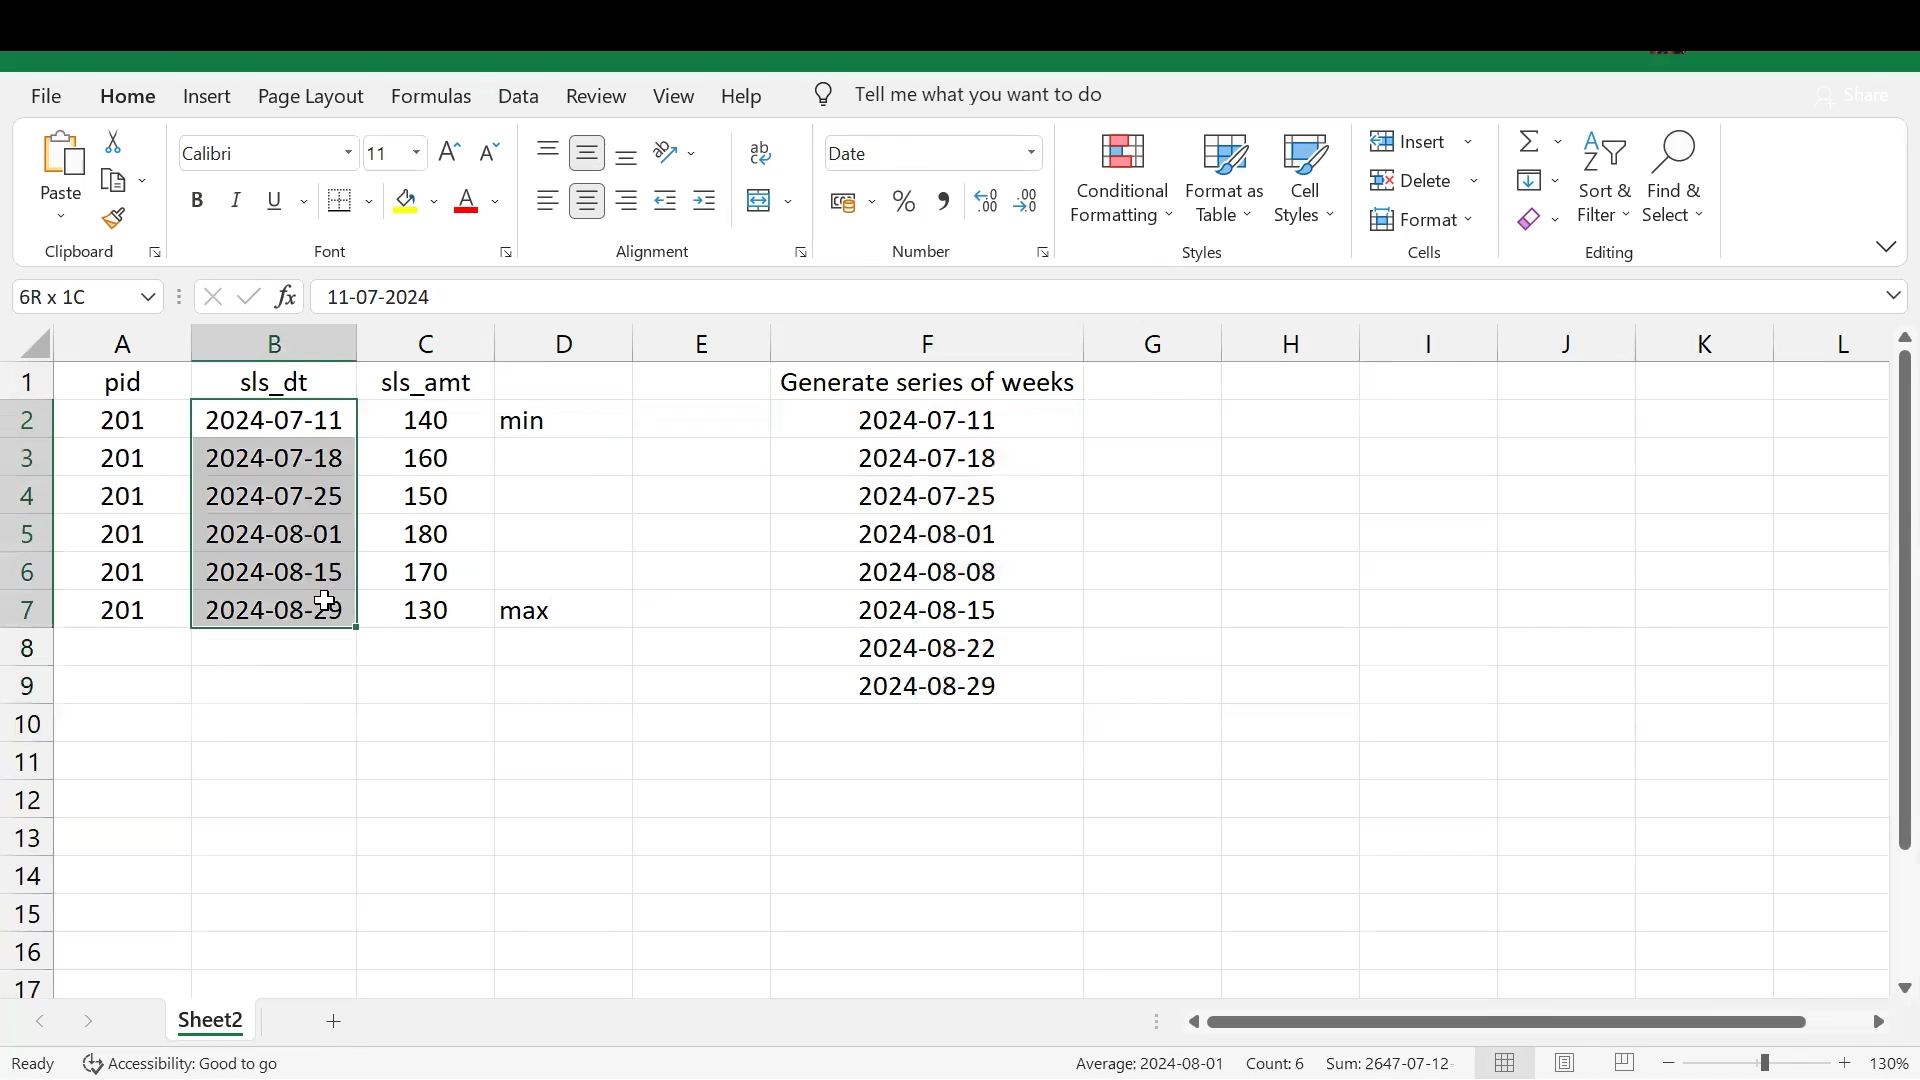 File Home Insert Page Layout Formulas Data Review View Help Tell me what you want to do Share
Paste
Clipboard
Calibri 11
B I U A
Font
ab
Alignment
Date
% .00
Number
Conditional Formatting
Format as Table
Cell Styles
Styles
Insert
Delete
Format
Cells
Sort & Filter
Find & Select
Editing
6R x 1C fx 11-07-2024
A B C D E F G H I J K L
1 pid sls_dt sls_amt Generate series of weeks
2 201 2024-07-11 140 min 2024-07-11
3 201 2024-07-18 160 2024-07-18
4 201 2024-07-25 150 2024-07-25
5 201 2024-08-01 180 2024-08-01
6 201 2024-08-15 170 2024-08-08
7 201 2024-08-29 130 max 2024-08-15
8 2024-08-22
9 2024-08-29
10
11
12
13
14
15
16
17
Sheet2
Ready Accessibility: Good to go Average: 2024-08-01 Count: 6 Sum: 2647-07-12 130%